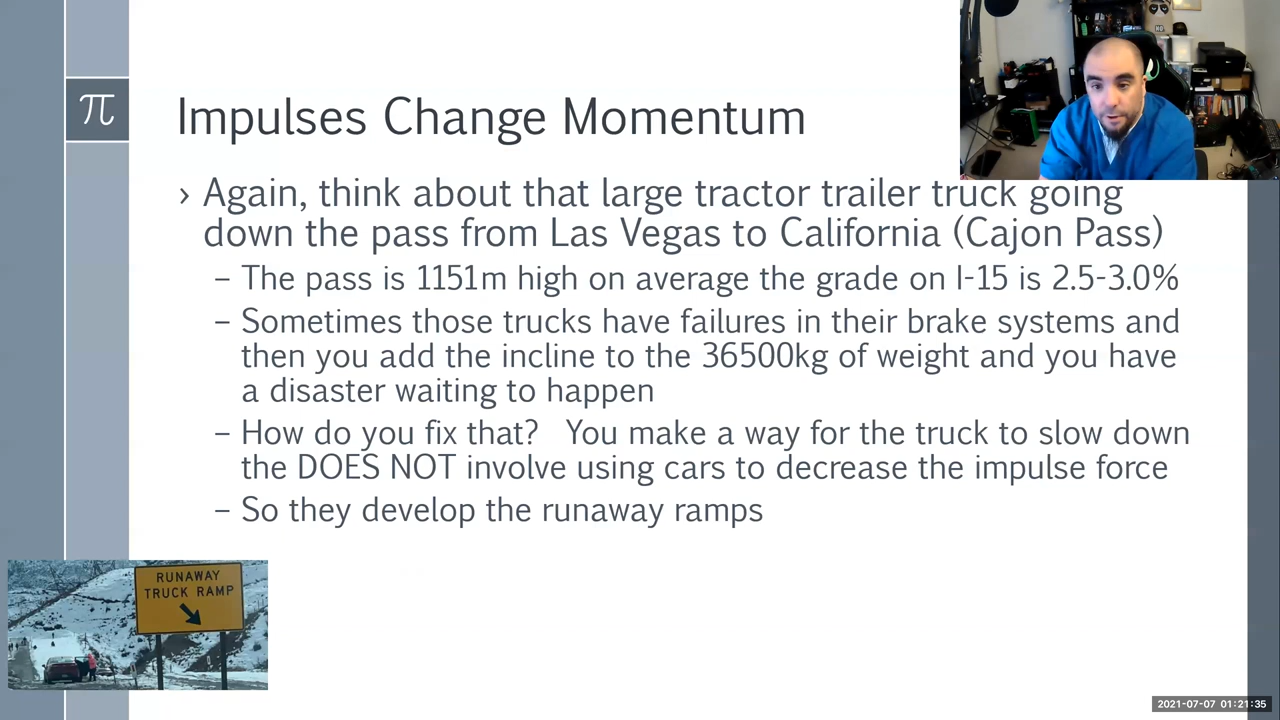 π
Impulses Change Momentum
› Again, think about that large tractor trailer truck going
down the pass from Las Vegas to California (Cajon Pass)
– The pass is 1151m high on average the grade on I-15 is 2.5-3.0%
– Sometimes those trucks have failures in their brake systems and
then you add the incline to the 36500kg of weight and you have
a disaster waiting to happen
– How do you fix that? You make a way for the truck to slow down
the DOES NOT involve using cars to decrease the impulse force
– So they develop the runaway ramps
RUNAWAY
TRUCK RAMP
2021-07-07 01:21:35